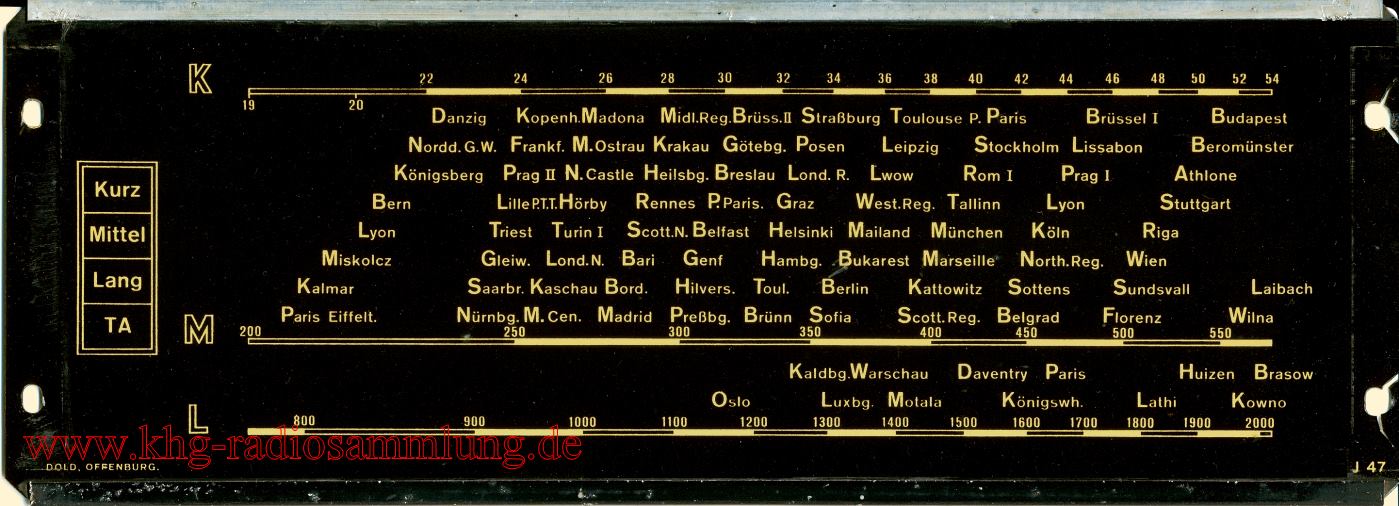 K 22 24 26 28 30 32 34 36 38 40 42 44 46 48 50 52 54
19 20
Danzig Kopenh. Madona Midl.Reg. Brüss.II Straßburg Toulouse P. Paris Brüssel I Budapest
Nordd. G.W. Frankf. M.Ostrau Krakau Götebg. Posen Leipzig Stockholm Lissabon Beromünster
Königsberg Prag II N.Castle Heilsbg. Breslau Lond. R. Lwow Rom I Prag I Athlone
Kurz
Bern Lille P.T.T. Hörby Rennes P.Paris. Graz West.Reg. Tallinn Lyon Stuttgart
Mittel Lyon Triest Turin I Scott.N. Belfast Helsinki Mailand München Köln Riga
Miskolcz Gleiw. Lond.N. Bari Genf Hambg. Bukarest Marseille North.Reg. Wien
Lang Kalmar Saarbr. Kaschau Bord. Hilvers. Toul. Berlin Kattowitz Sottens Sundsvall Laibach
TA Paris Eiffelt. Nürnbg. M.Cen. Madrid Preßbg. Brünn Sofia Scott.Reg. Belgrad Florenz Wilna
M 200 250 300 350 400 450 500 550
Kaldbg. Warschau Daventry Paris Huizen Brasow
Oslo Luxbg. Motala Königswh. Lathi Kowno
L 800 900 1000 1100 1200 1300 1400 1500 1600 1700 1800 1900 2000
www.khg-radiosammlung.de
DOLD, OFFENBURG. J 47